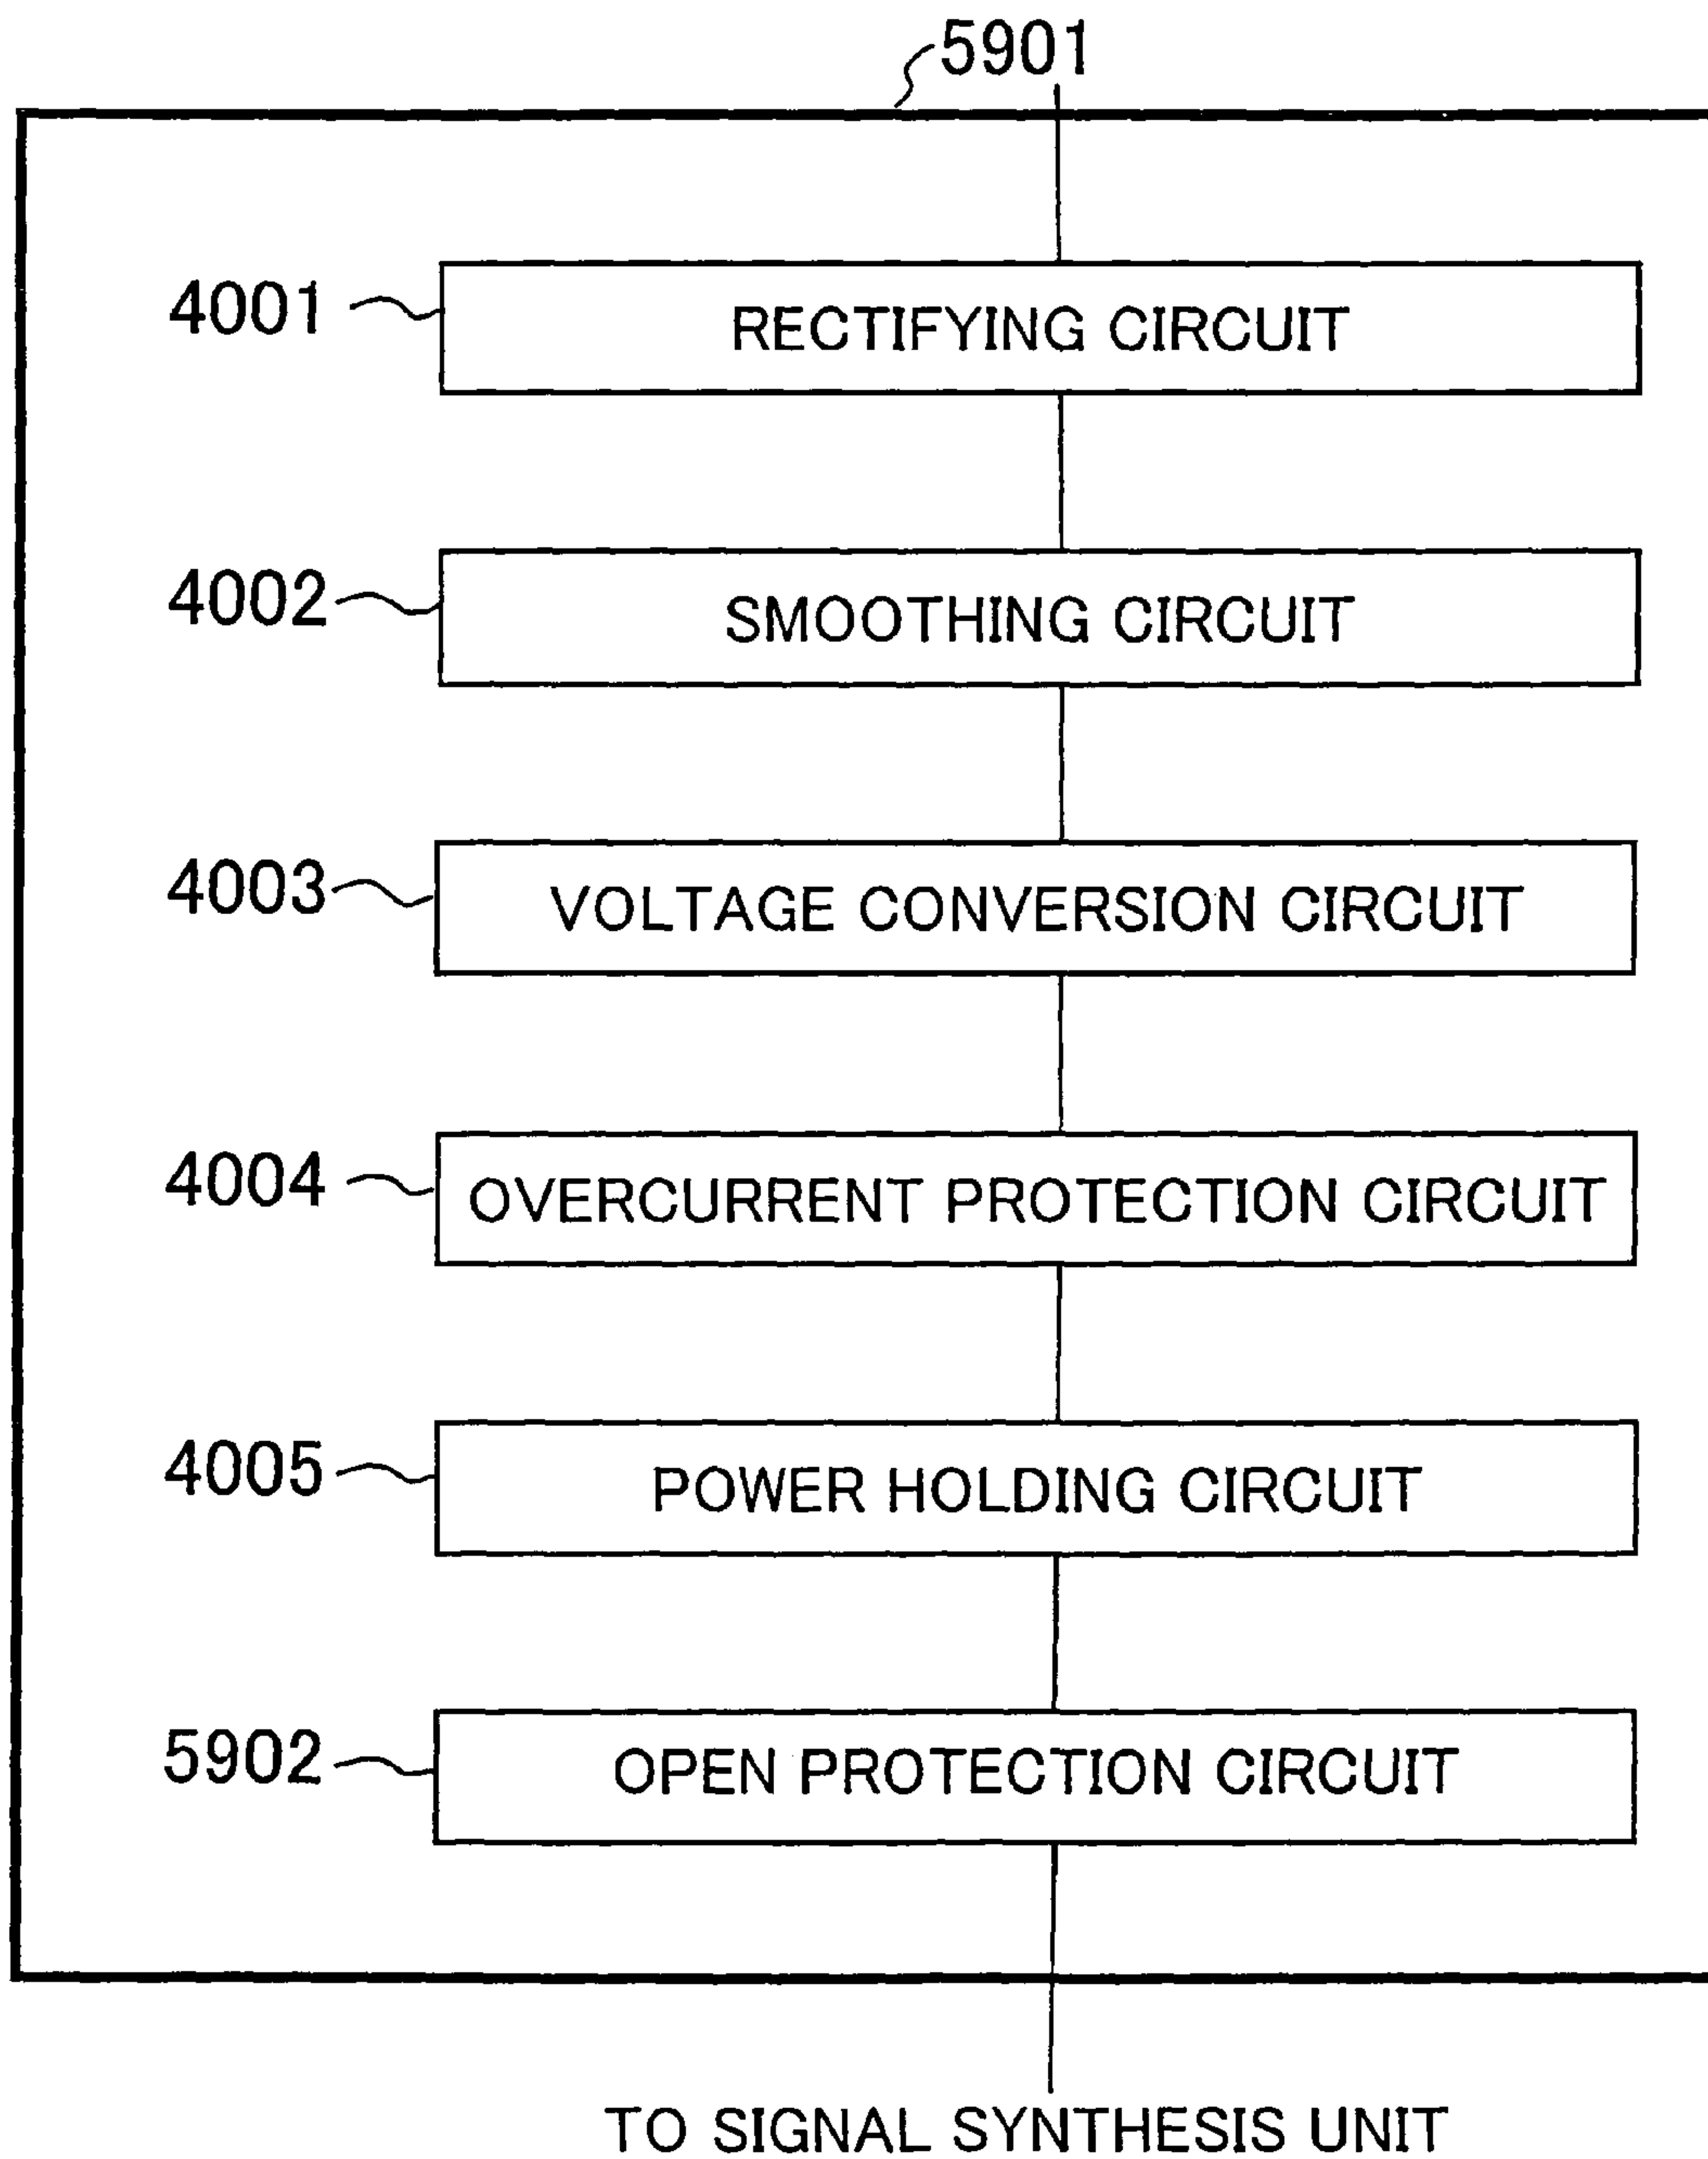 5901
4001 RECTIFYING CIRCUIT
4002 SMOOTHING CIRCUIT
4003 VOLTAGE CONVERSION CIRCUIT
4004 OVERCURRENT PROTECTION CIRCUIT
4005 POWER HOLDING CIRCUIT
5902 OPEN PROTECTION CIRCUIT
TO SIGNAL SYNTHESIS UNIT